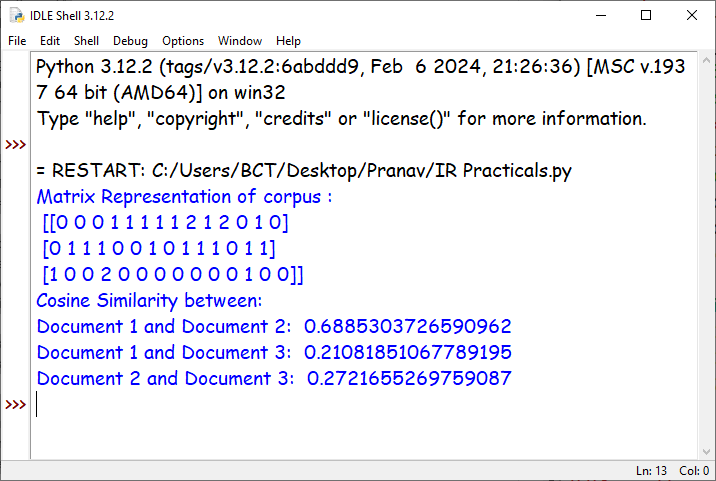 IDLE Shell 3.12.2
File Edit Shell Debug Options Window Help
Python 3.12.2 (tags/v3.12.2:6abddd9, Feb  6 2024, 21:26:36) [MSC v.193
7 64 bit (AMD64)] on win32
Type "help", "copyright", "credits" or "license()" for more information.
>>>
= RESTART: C:/Users/BCT/Desktop/Pranav/IR Practicals.py
Matrix Representation of corpus :
[[0 0 0 1 1 1 1 1 2 1 2 0 1 0]
[0 1 1 1 0 0 1 0 1 1 1 0 1 1]
[1 0 0 2 0 0 0 0 0 0 0 1 0 0]]
Cosine Similarity between:
Document 1 and Document 2:  0.6885303726590962
Document 1 and Document 3:  0.21081851067789195
Document 2 and Document 3:  0.2721655269759087
>>>
Ln: 13 Col: 0